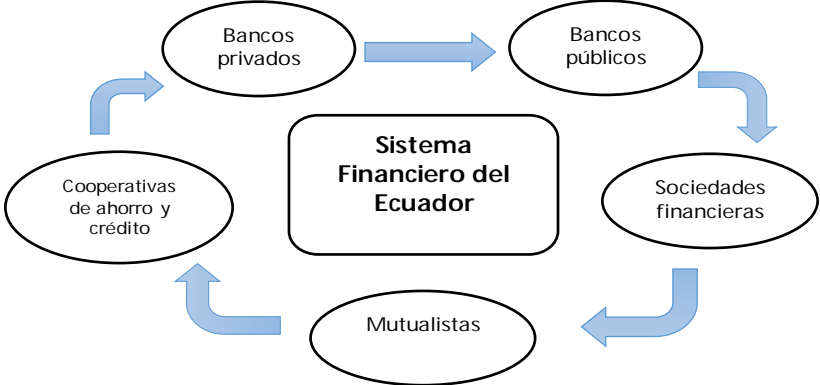 Bancos
privados
Bancos
públicos
Sistema
Financiero del
Ecuador
Cooperativas
de ahorro y
crédito
Sociedades
financieras
Mutualistas